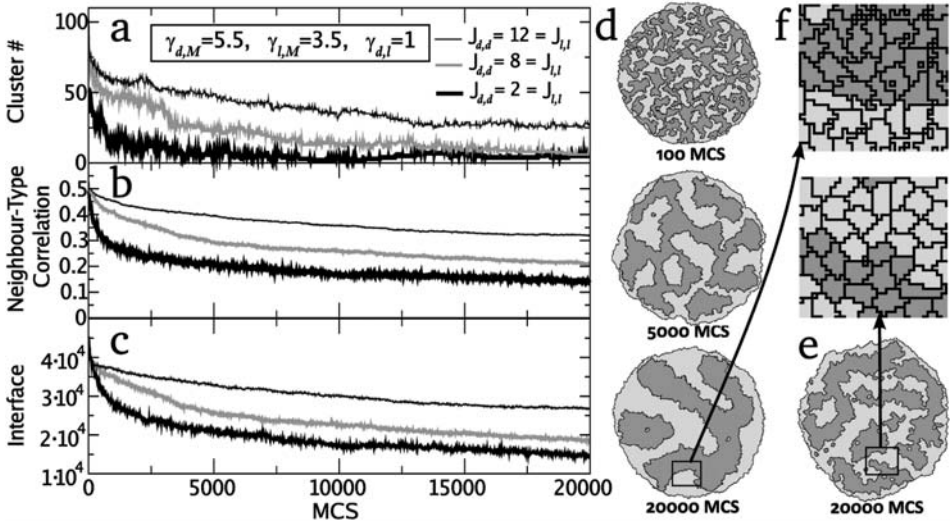 a
γd,M=5.5, γl,M=3.5, γd,l=1
Jd,d = 12 = Jl,l
Jd,d = 8 = Jl,l
Jd,d = 2 = Jl,l
Cluster #
100
50
0
b
Neighbour-Type
Correlation
0.5
0.4
0.3
0.2
0.1
0
c
Interface
4·10⁴
3·10⁴
2·10⁴
1·10⁴
0
5000
10000
15000
20000
MCS
d
100 MCS
5000 MCS
20000 MCS
f
e
20000 MCS